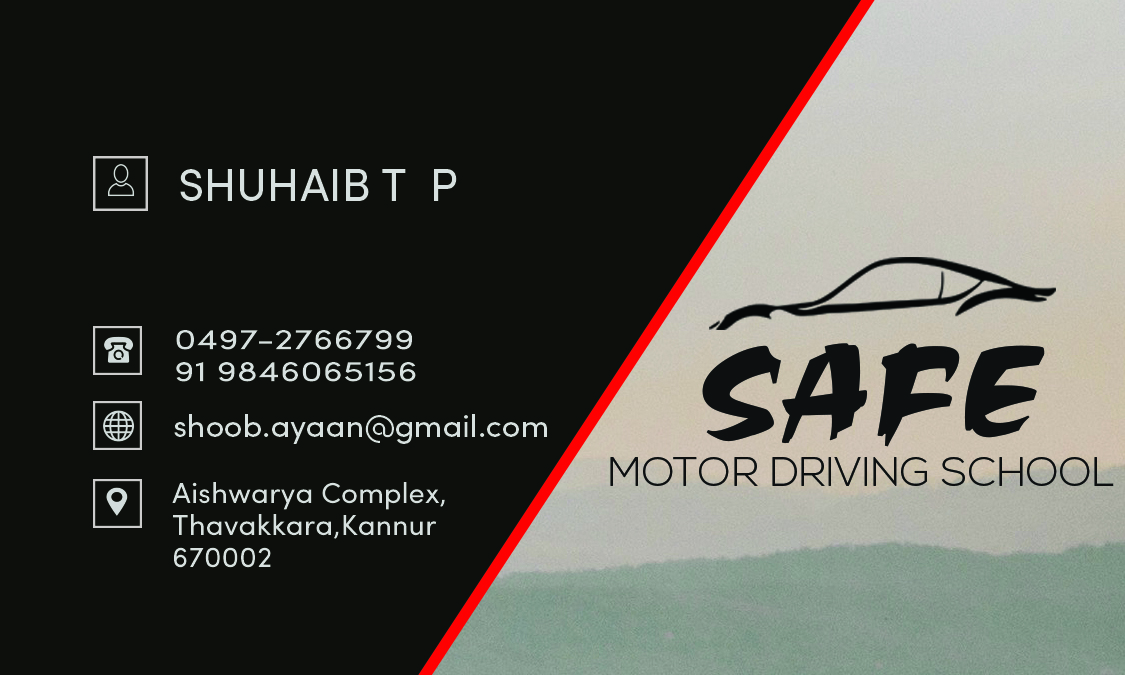 SHUHAIB T P
0497-2766799
91 9846065156
shoob.ayaan@gmail.com
Aishwarya Complex,
Thavakkara,Kannur
670002
SAFE
MOTOR DRIVING SCHOOL